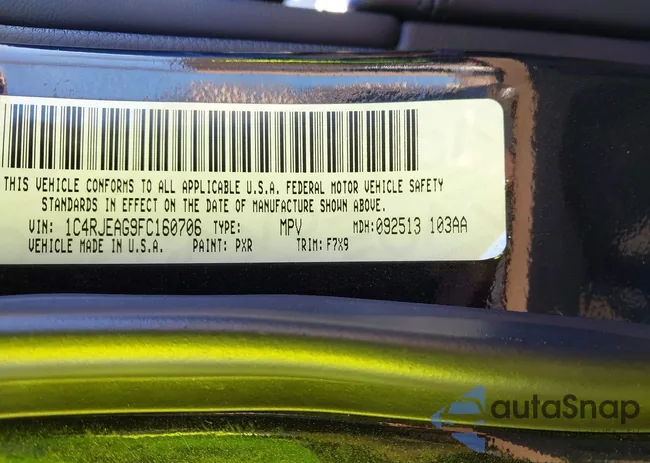 THIS VEHICLE CONFORMS TO ALL APPLICABLE U.S.A. FEDERAL MOTOR VEHICLE SAFETY
STANDARDS IN EFFECT ON THE DATE OF MANUFACTURE SHOWN ABOVE.
VIN: 1C4RJEAG9FC160706 TYPE: MPV MDH:092513 103AA
VEHICLE MADE IN U.S.A. PAINT: PXR TRIM: F7X9
autoSnap